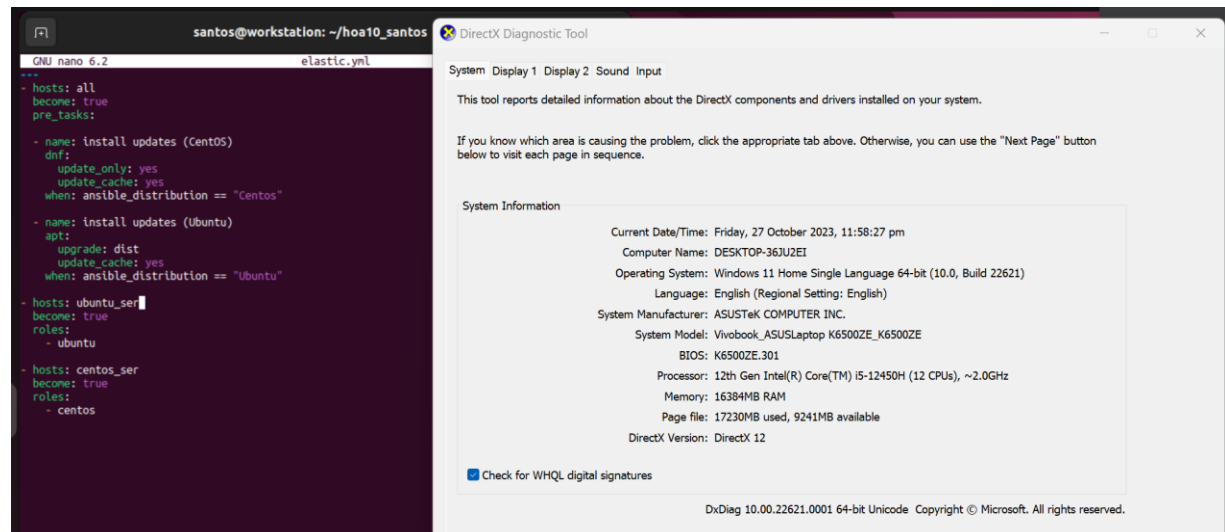 santos@workstation: ~/hoa10_santos
GNU nano 6.2 elastic.yml
---
- hosts: all
become: true
pre_tasks:
- name: install updates (CentOS)
dnf:
update_only: yes
update_cache: yes
when: ansible_distribution == "Centos"
- name: install updates (Ubuntu)
apt:
upgrade: dist
update_cache: yes
when: ansible_distribution == "Ubuntu"
- hosts: ubuntu_ser
become: true
roles:
- ubuntu
- hosts: centos_ser
become: true
roles:
- centos
DirectX Diagnostic Tool
System Display 1 Display 2 Sound Input
This tool reports detailed information about the DirectX components and drivers installed on your system.
If you know which area is causing the problem, click the appropriate tab above. Otherwise, you can use the "Next Page" button
below to visit each page in sequence.
System Information
Current Date/Time: Friday, 27 October 2023, 11:58:27 pm
Computer Name: DESKTOP-36JU2EI
Operating System: Windows 11 Home Single Language 64-bit (10.0, Build 22621)
Language: English (Regional Setting: English)
System Manufacturer: ASUSTeK COMPUTER INC.
System Model: Vivobook_ASUSLaptop K6500ZE_K6500ZE
BIOS: K6500ZE.301
Processor: 12th Gen Intel(R) Core(TM) i5-12450H (12 CPUs), ~2.0GHz
Memory: 16384MB RAM
Page file: 17230MB used, 9241MB available
DirectX Version: DirectX 12
Check for WHQL digital signatures
DxDiag 10.00.22621.0001 64-bit Unicode Copyright © Microsoft. All rights reserved.